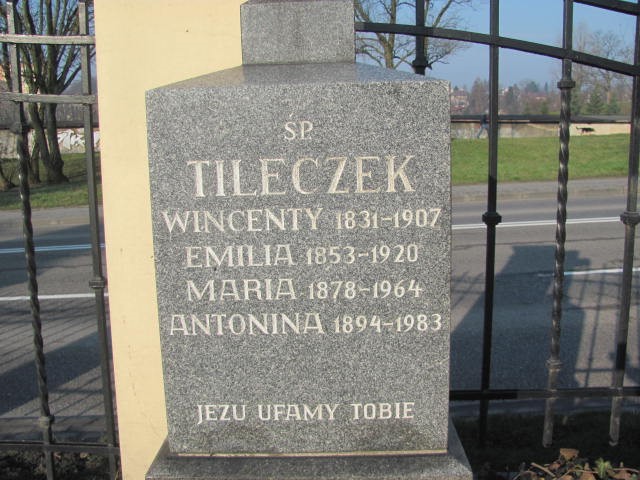 ŚP.
TILECZEK
WINCENTY 1831-1907
EMILIA 1853-1920
MARIA 1878-1964
ANTONINA 1894-1983
JEZU UFAMY TOBIE